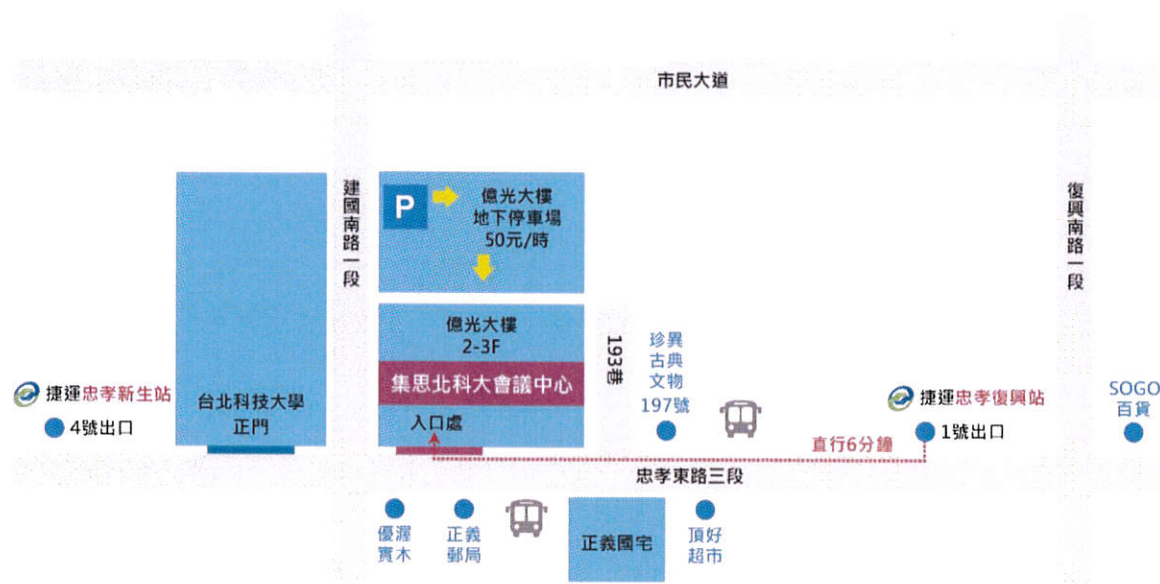 市民大道
建國南路一段
復興南路一段
P
億光大樓
地下停車場
50元/時
億光大樓
2-3F
集思北科大會議中心
入口處
193巷
珍異
古典
文物
197號
捷運忠孝新生站
4號出口
台北科技大學
正門
捷運忠孝復興站
1號出口
SOGO
百貨
直行6分鐘
忠孝東路三段
優渥
實木
正義
郵局
正義國宅
頂好
超市